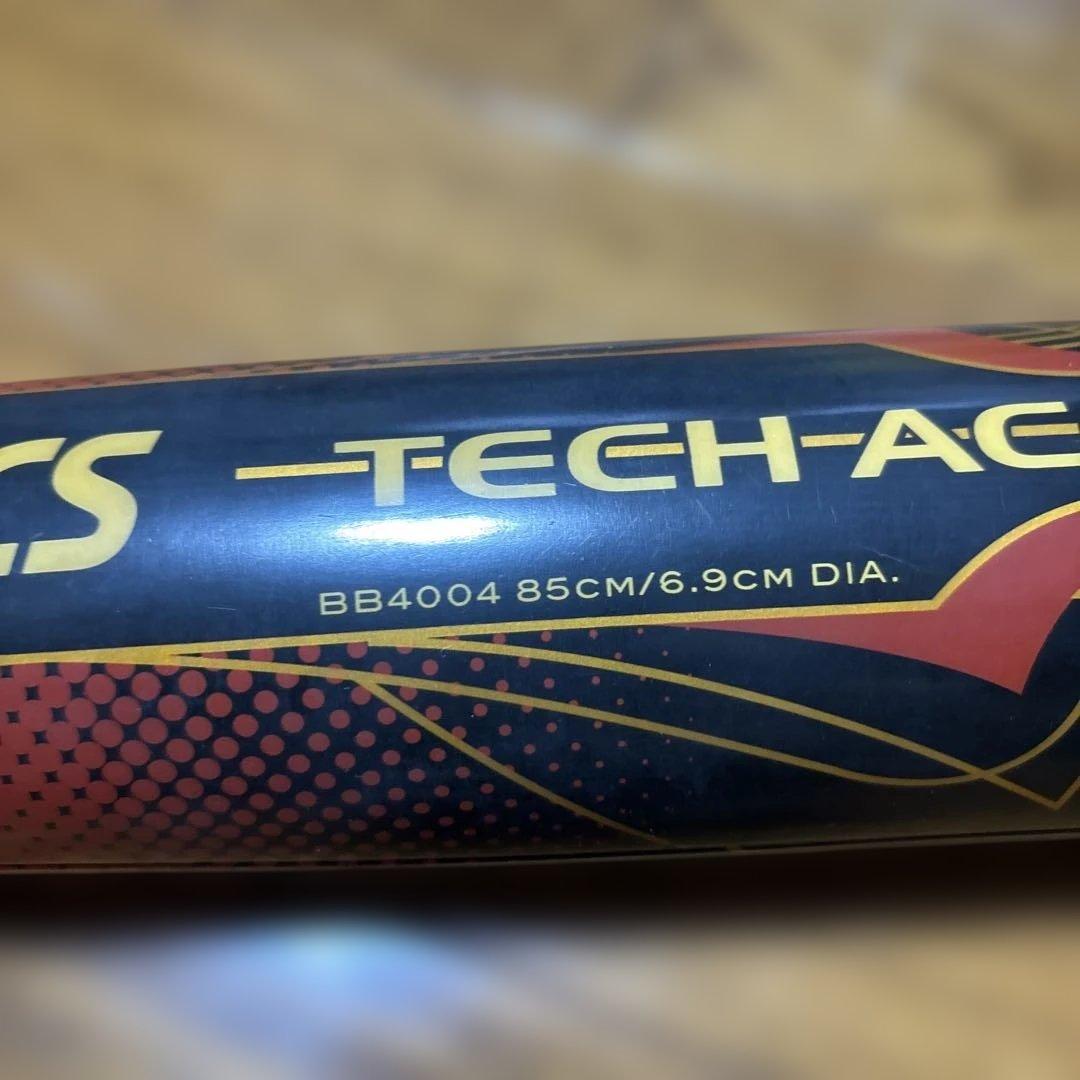 CS TECH-AC
BB4004 85CM/6.9CM DIA.